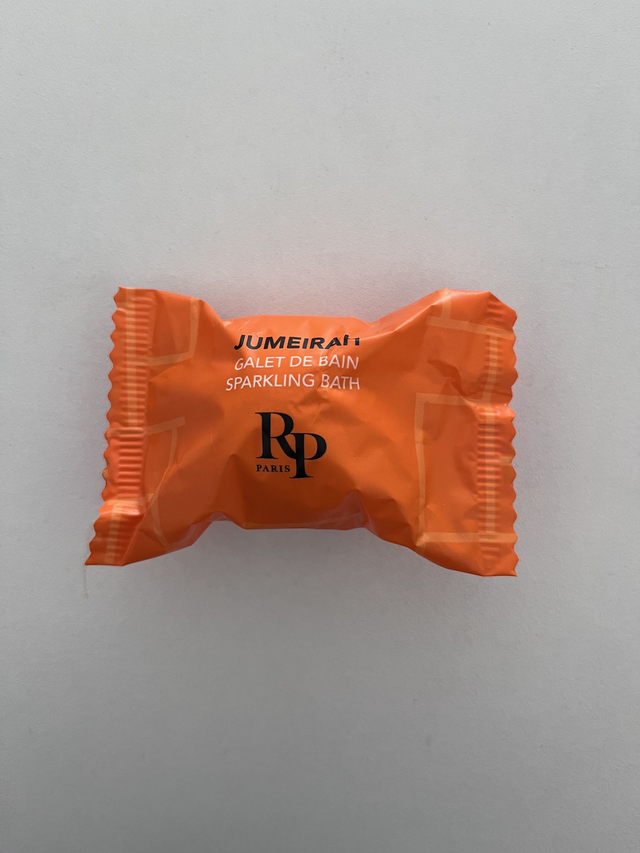 JUMEIRAH
GALET DE BAIN
SPARKLING BATH
RP
PARIS